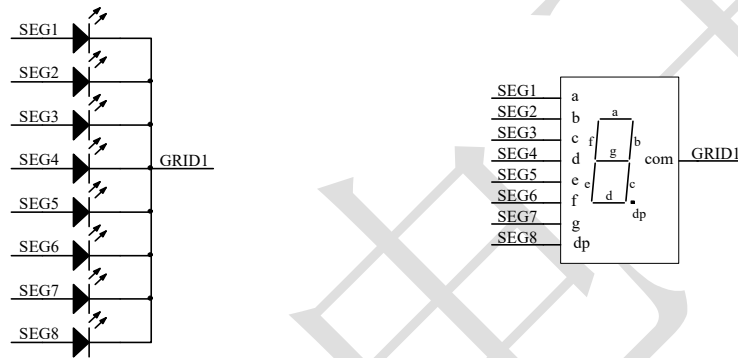 SEG1
SEG2
SEG3
SEG4
GRID1
SEG5
SEG6
SEG7
SEG8
SEG1 a
SEG2 b
SEG3 c
SEG4 d
SEG5 e
SEG6 f
SEG7 g
SEG8 dp
a
f b
g
e c
d
dp
com GRID1